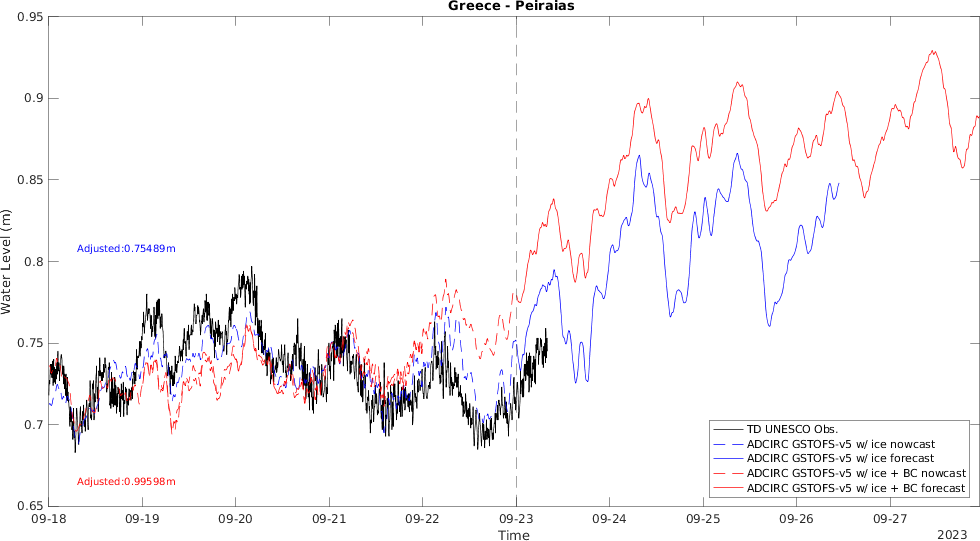 Greece - Peiraias
0.95
0.9
0.85
0.8
0.75
0.7
0.65
Water Level (m)
Adjusted:0.75489m
Adjusted:0.99598m
TD UNESCO Obs.
ADCIRC GSTOFS-v5 w/ ice nowcast
ADCIRC GSTOFS-v5 w/ ice forecast
ADCIRC GSTOFS-v5 w/ ice + BC nowcast
ADCIRC GSTOFS-v5 w/ ice + BC forecast
09-18 09-19 09-20 09-21 09-22 09-23 09-24 09-25 09-26 09-27
Time
2023